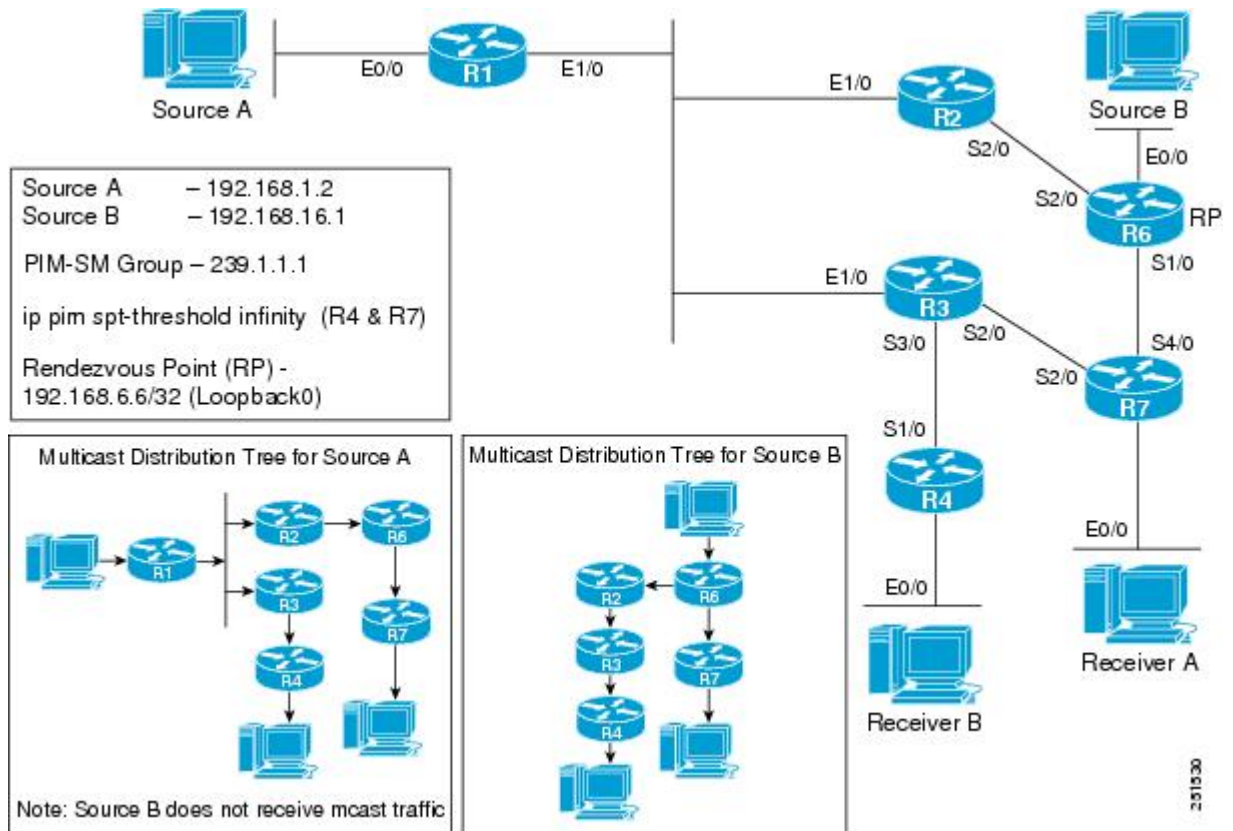 Source A
E0/0
R1
E1/0
E1/0
R2
S2/0
Source B
E0/0
S2/0
R6
RP
S1/0
Source A – 192.168.1.2
Source B – 192.168.16.1
PIM-SM Group – 239.1.1.1
ip pim spt-threshold infinity (R4 & R7)
Rendezvous Point (RP) -
192.168.6.6/32 (Loopback0)
E1/0
R3
S3/0
S2/0
S4/0
S2/0
R7
S1/0
R4
E0/0
E0/0
Receiver B
Receiver A
Multicast Distribution Tree for Source A
R1
R2
R6
R3
R7
R4
Note: Source B does not receive mcast traffic
Multicast Distribution Tree for Source B
R2
R6
R3
R7
R4
251530